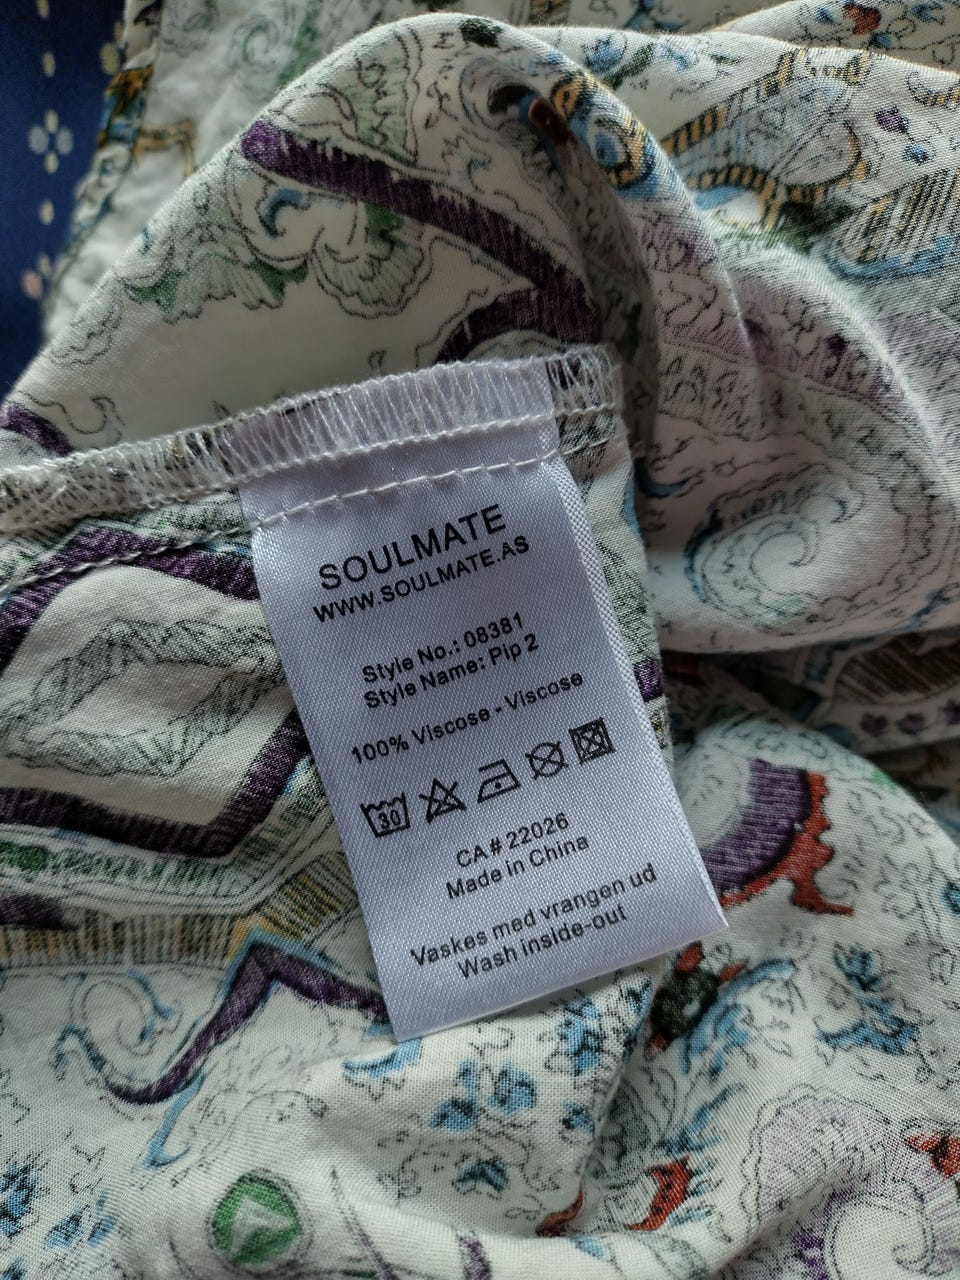 SOULMATE
WWW.SOULMATE.AS
Style No.: 08381
Style Name: Pip 2
100% Viscose - Viscose
30
CA# 22026
Made in China
Vaskes med vrangen ud
Wash inside-out